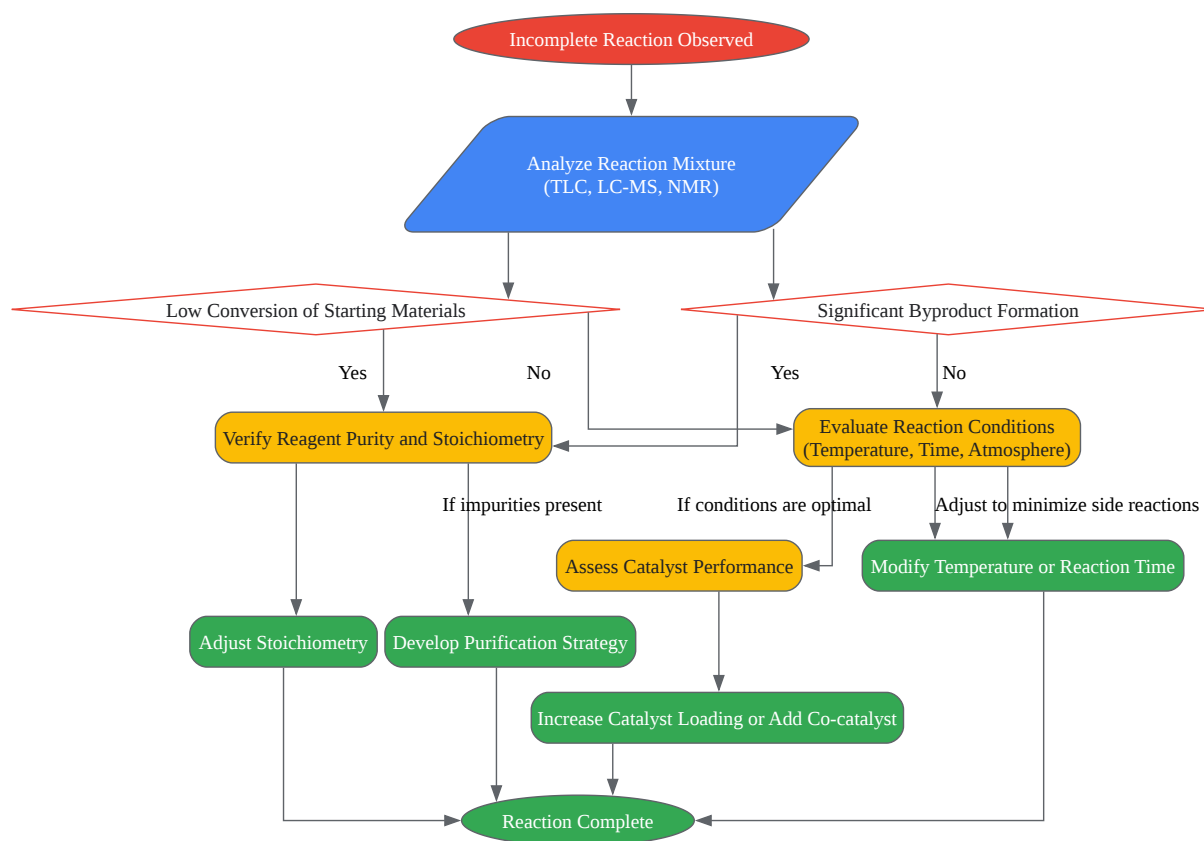 Incomplete Reaction Observed
Analyze Reaction Mixture
(TLC, LC-MS, NMR)
Low Conversion of Starting Materials
Significant Byproduct Formation
Yes
No
Yes
No
Verify Reagent Purity and Stoichiometry
Evaluate Reaction Conditions
(Temperature, Time, Atmosphere)
If impurities present
If conditions are optimal
Adjust to minimize side reactions
Assess Catalyst Performance
Modify Temperature or Reaction Time
Adjust Stoichiometry
Develop Purification Strategy
Increase Catalyst Loading or Add Co-catalyst
Reaction Complete